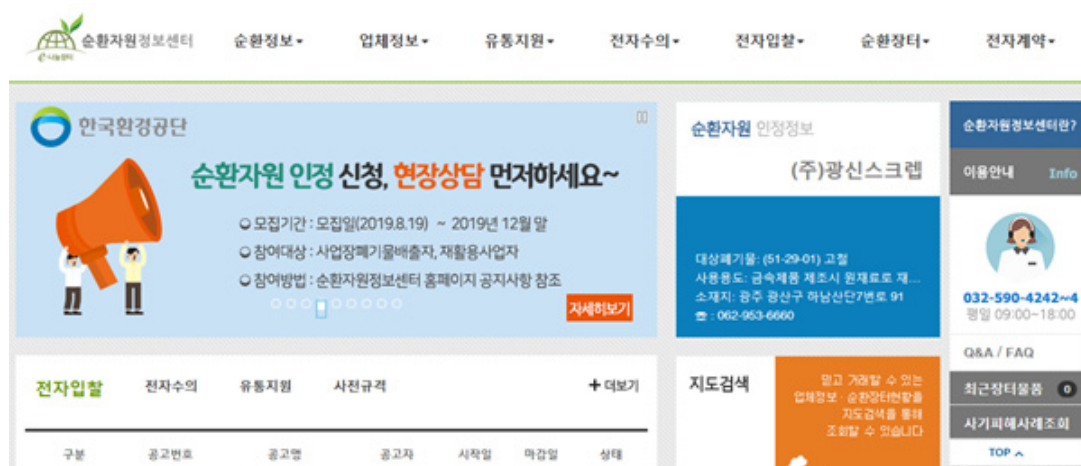 순환자원정보센터
순환정보
업체정보
유통지원
전자수의
전자입찰
순환장터
전자계약
한국환경공단
순환자원 인정 신청, 현장상담 먼저하세요~
모집기간 : 모집일(2019.8.19) ~ 2019년 12월 말
참여대상 : 사업장폐기물배출자, 재활용사업자
참여방법 : 순환자원정보센터 홈페이지 공지사항 참조
자세히보기
순환자원 인정정보
(주)광신스크렙
대상폐기물: (51-29-01) 고철
사용용도: 금속제품 제조시 원재료로 재...
소재지: 광주 광산구 하남산단7번로 91
☎ : 062-953-6660
순환자원정보센터란?
이용안내 Info
032-590-4242~4
평일 09:00~18:00
Q&A / FAQ
최근장터물품 0
사기피해사례조회
TOP
전자입찰 전자수의 유통지원 사전규격 + 더보기
구분 공고번호 공고명 공고자 시작일 마감일 상태
지도검색
믿고 거래할 수 있는
업체정보 · 순환장터현황을
지도검색을 통해
조회할 수 있습니다